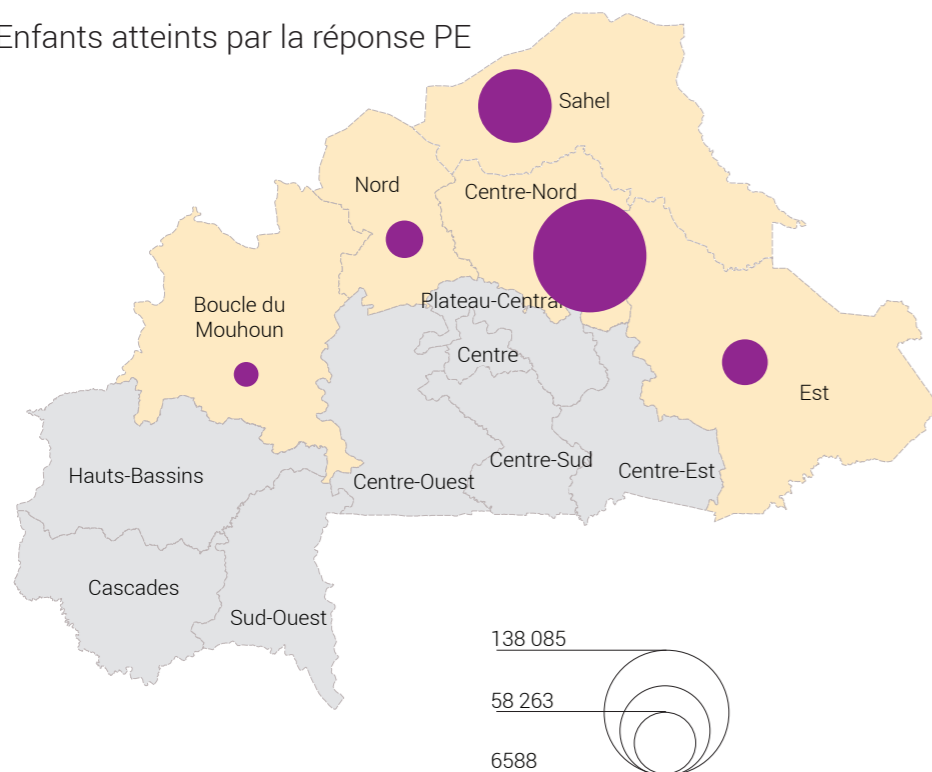 Enfants atteints par la réponse PE
Sahel
Nord
Centre-Nord
Boucle du
Mouhoun
Plateau-Central
Centre
Est
Hauts-Bassins
Centre-Ouest
Centre-Sud
Centre-Est
Cascades
Sud-Ouest
138 085
58 263
6588